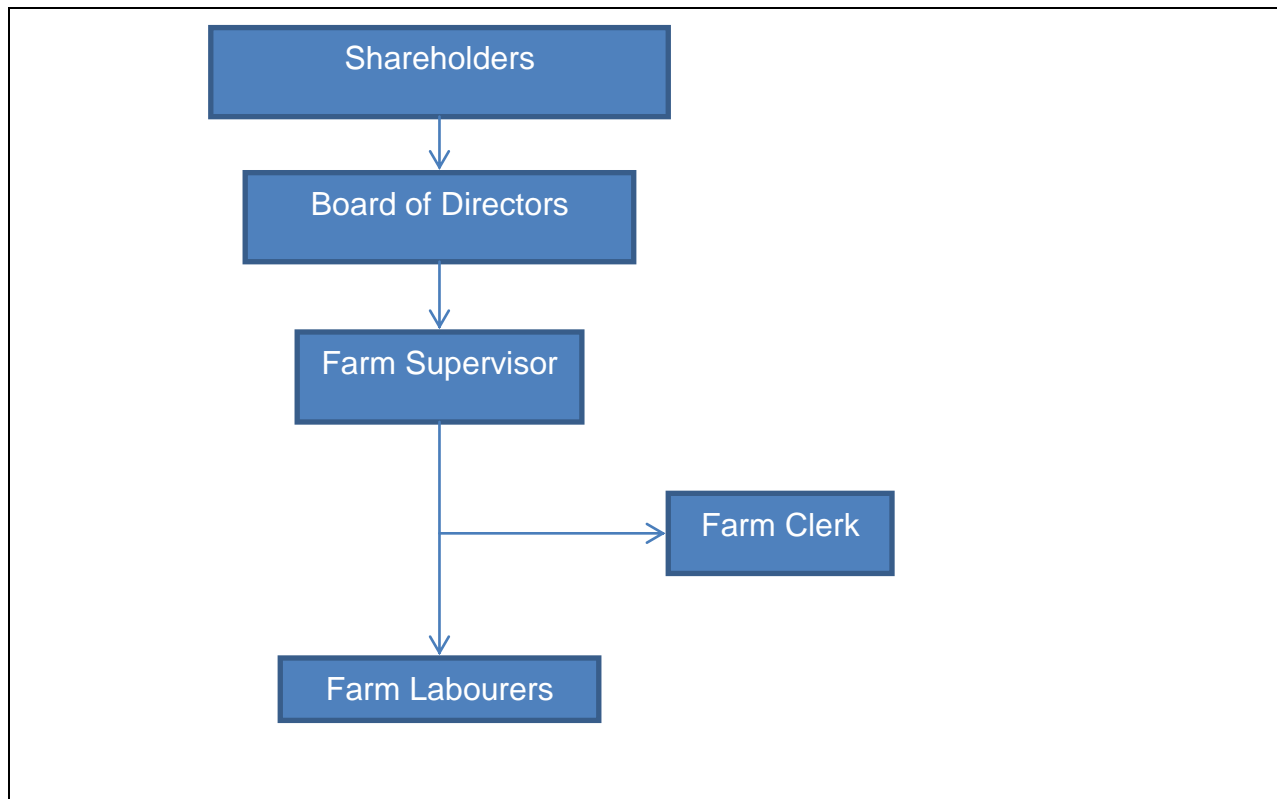 Shareholders
Board of Directors
Farm Supervisor
Farm Clerk
Farm Labourers